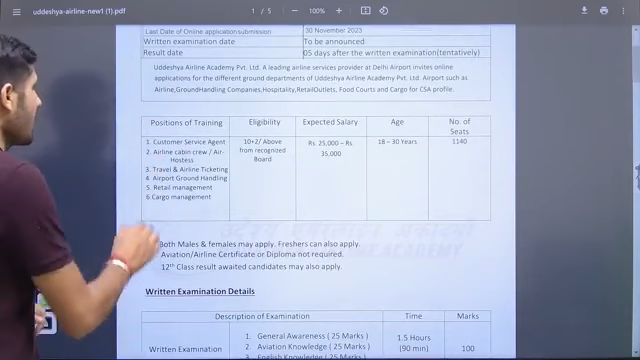 uddeshya-airline-new1 (1).pdf
1 / 5
100%
Last Date of Online application submission 30 November 2023
Written examination date To be announced
Result date 05 days after the written examination(tentatively)
Uddeshya Airline Academy Pvt. Ltd. A leading airline services provider at Delhi Airport invites online
applications for the different ground departments of Uddeshya Airline Academy Pvt. Ltd. Airport such as
Airline,GroundHandling Companies,Hospitality,RetailOutlets, Food Courts and Cargo for CSA profile.
Positions of Training Eligibility Expected Salary Age No. of Seats
1. Customer Service Agent
2. Airline cabin crew / Air-
Hostess
3. Travel & Airline Ticketing
4. Airport Ground Handling
5. Retail management
6.Cargo management
10+2/ Above
from recognized
Board
Rs. 25,000 – Rs
35,000
18 – 30 Years
1140
Both Males & females may apply. Freshers can also apply.
Aviation/Airline Certificate or Diploma not required.
12th Class result awaited candidates may also apply.
Written Examination Details
Description of Examination Time Marks
Written Examination
1. General Awareness ( 25 Marks )
2. Aviation Knowledge ( 25 Marks )
3. English Knowledge ( 25 Marks )
1.5 Hours
(90 min)
100